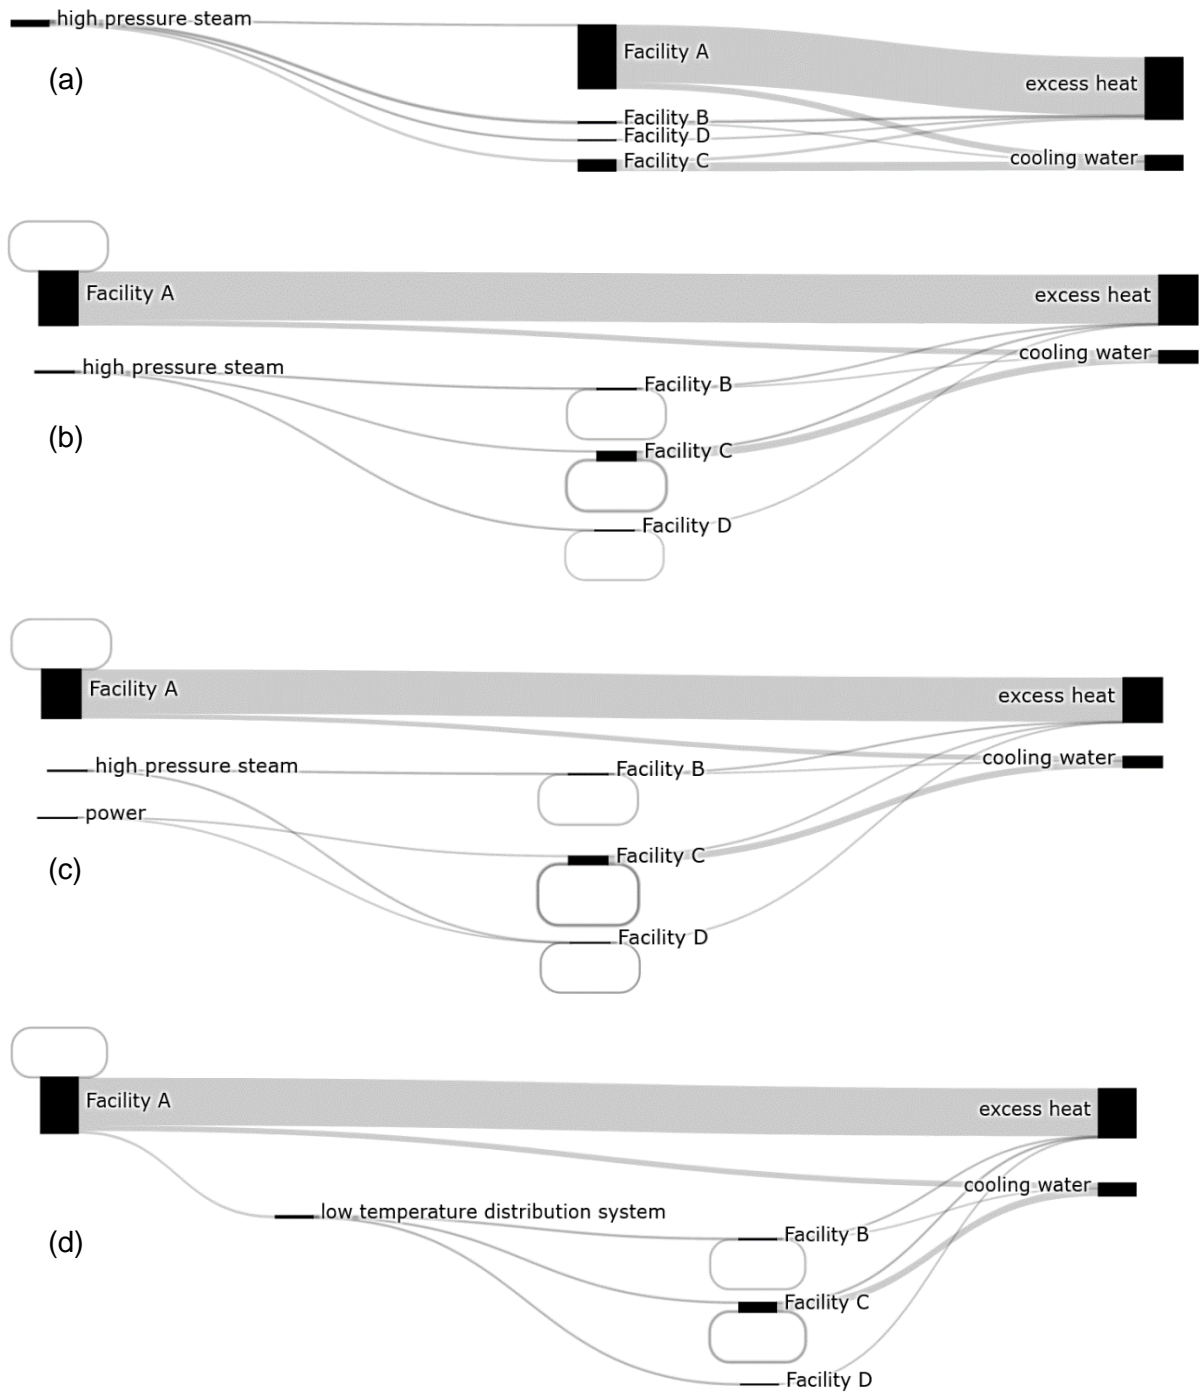 high pressure steam
Facility A
excess heat
(a)
Facility B
Facility D
Facility C
cooling water
Facility A
excess heat
cooling water
high pressure steam
Facility B
(b)
Facility C
Facility D
Facility A
excess heat
cooling water
high pressure steam
Facility B
power
Facility C
(c)
Facility D
Facility A
excess heat
cooling water
low temperature distribution system
Facility B
(d)
Facility C
Facility D